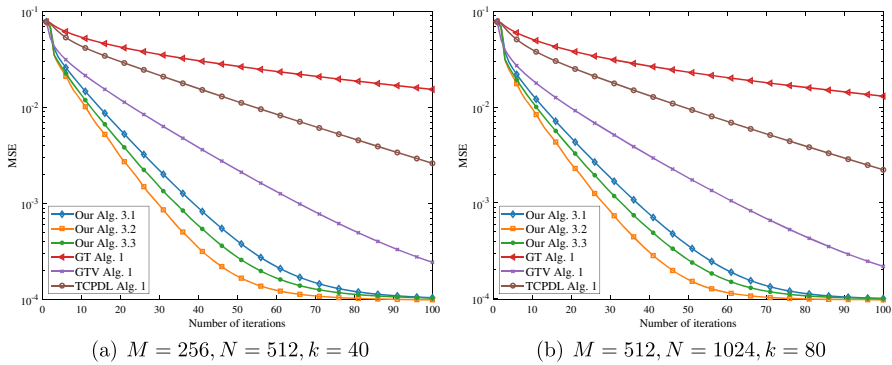 10^-1
10^-2
10^-3
10^-4
MSE
0 10 20 30 40 50 60 70 80 90 100
Number of iterations
Our Alg. 3.1
Our Alg. 3.2
Our Alg. 3.3
GT Alg. 1
GTV Alg. 1
TCPDL Alg. 1
(a) M = 256, N = 512, k = 40
10^-1
10^-2
10^-3
10^-4
MSE
0 10 20 30 40 50 60 70 80 90 100
Number of iterations
Our Alg. 3.1
Our Alg. 3.2
Our Alg. 3.3
GT Alg. 1
GTV Alg. 1
TCPDL Alg. 1
(b) M = 512, N = 1024, k = 80